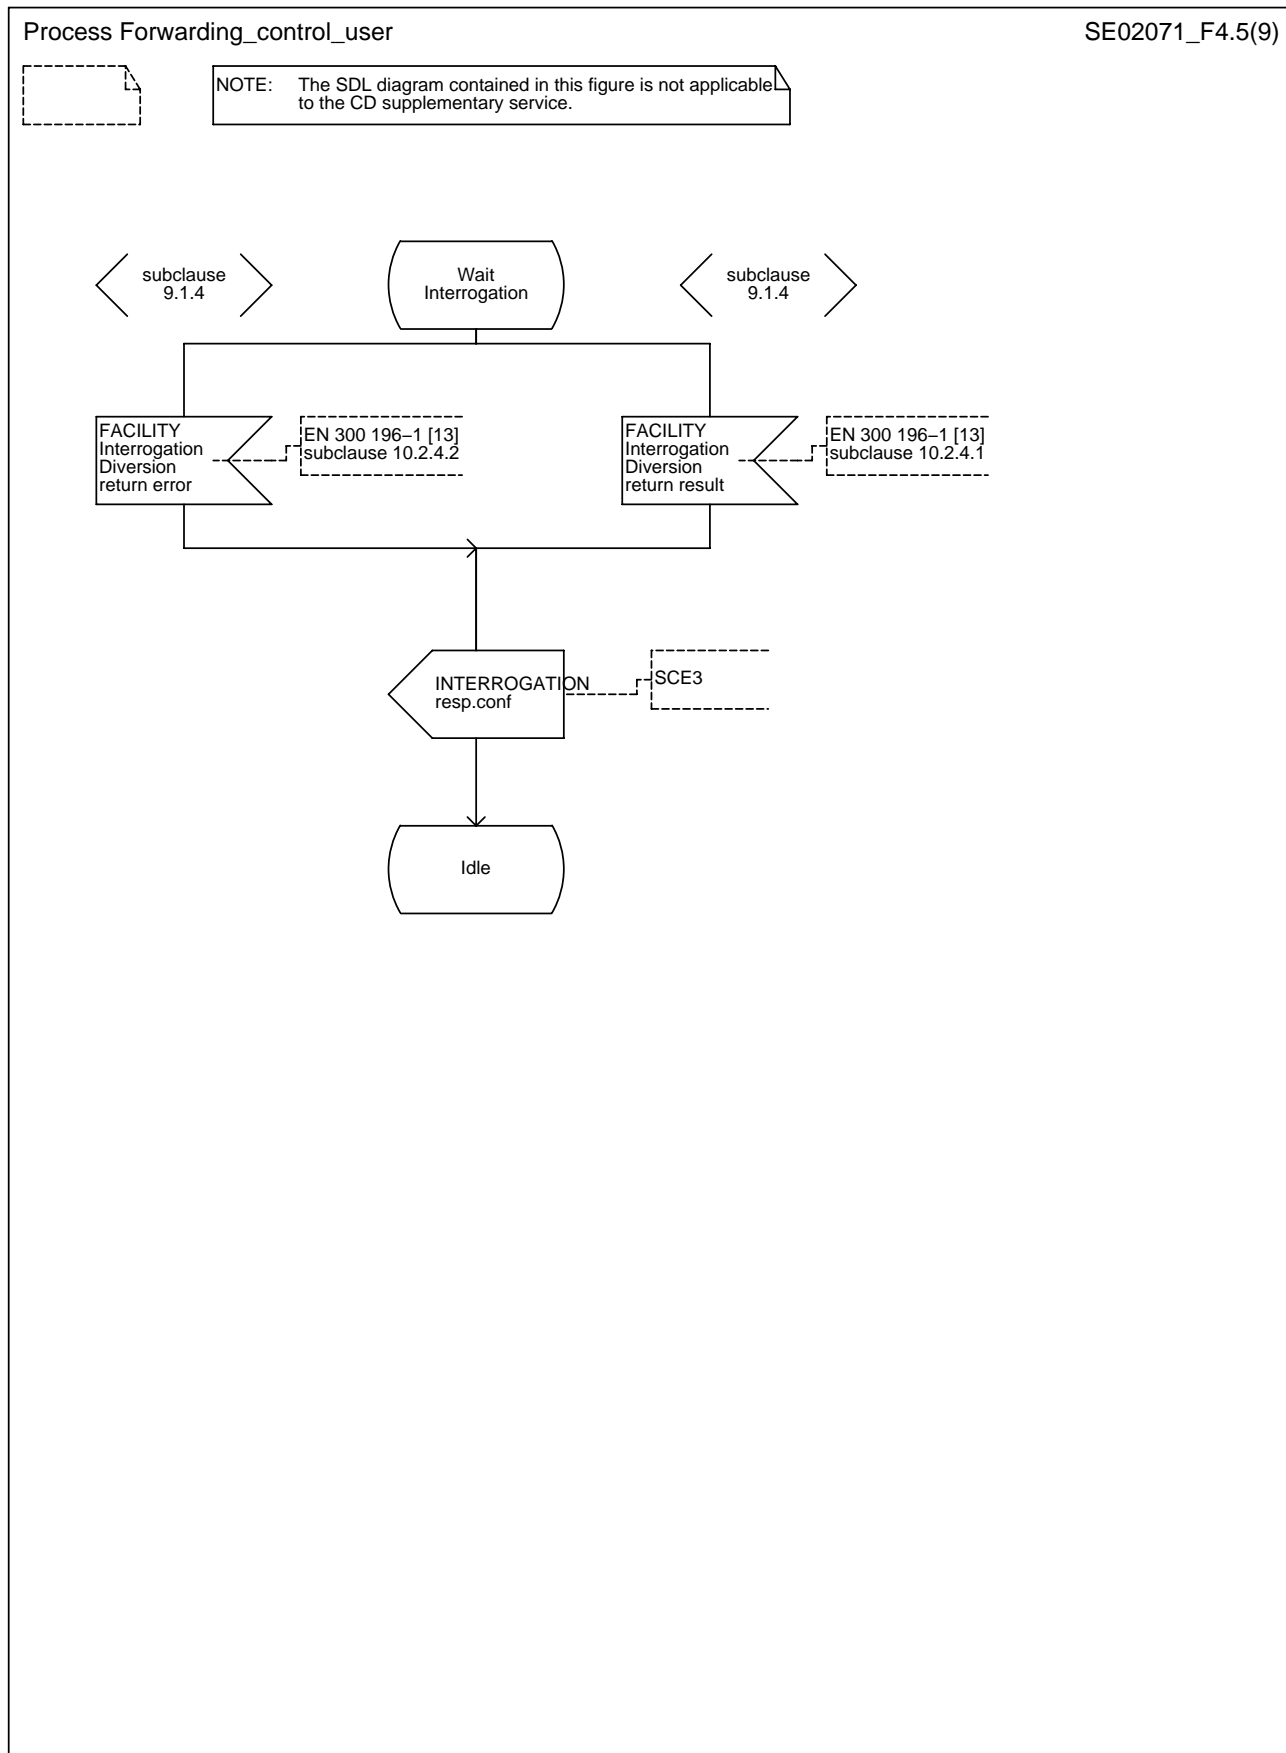 Process Forwarding_control_user
SE02071_F4.5(9)
NOTE: The SDL diagram contained in this figure is not applicable
to the CD supplementary service.
subclause
9.1.4
Wait
Interrogation
subclause
9.1.4
FACILITY
Interrogation
Diversion
return error
EN 300 196–1 [13]
subclause 10.2.4.2
FACILITY
Interrogation
Diversion
return result
EN 300 196–1 [13]
subclause 10.2.4.1
INTERROGATION
resp.conf
SCE3
Idle